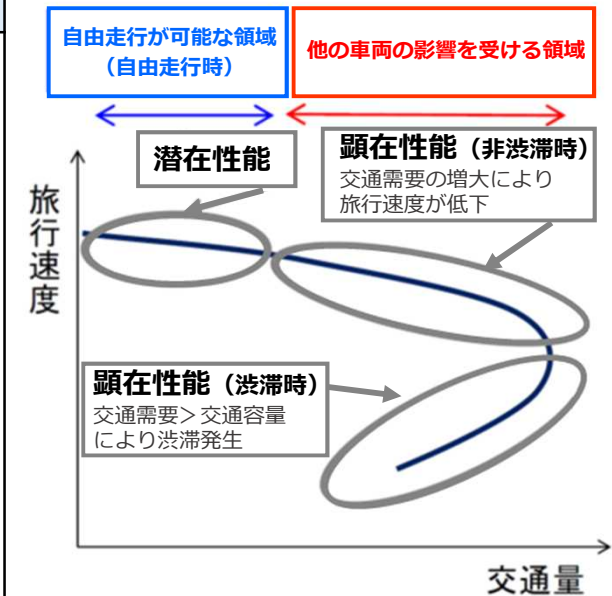 自由走行が可能な領域
（自由走行時）
他の車両の影響を受ける領域
潜在性能
顕在性能（非渋滞時）
交通需要の増大により
旅行速度が低下
旅行速度
顕在性能（渋滞時）
交通需要＞交通容量
により渋滞発生
交通量